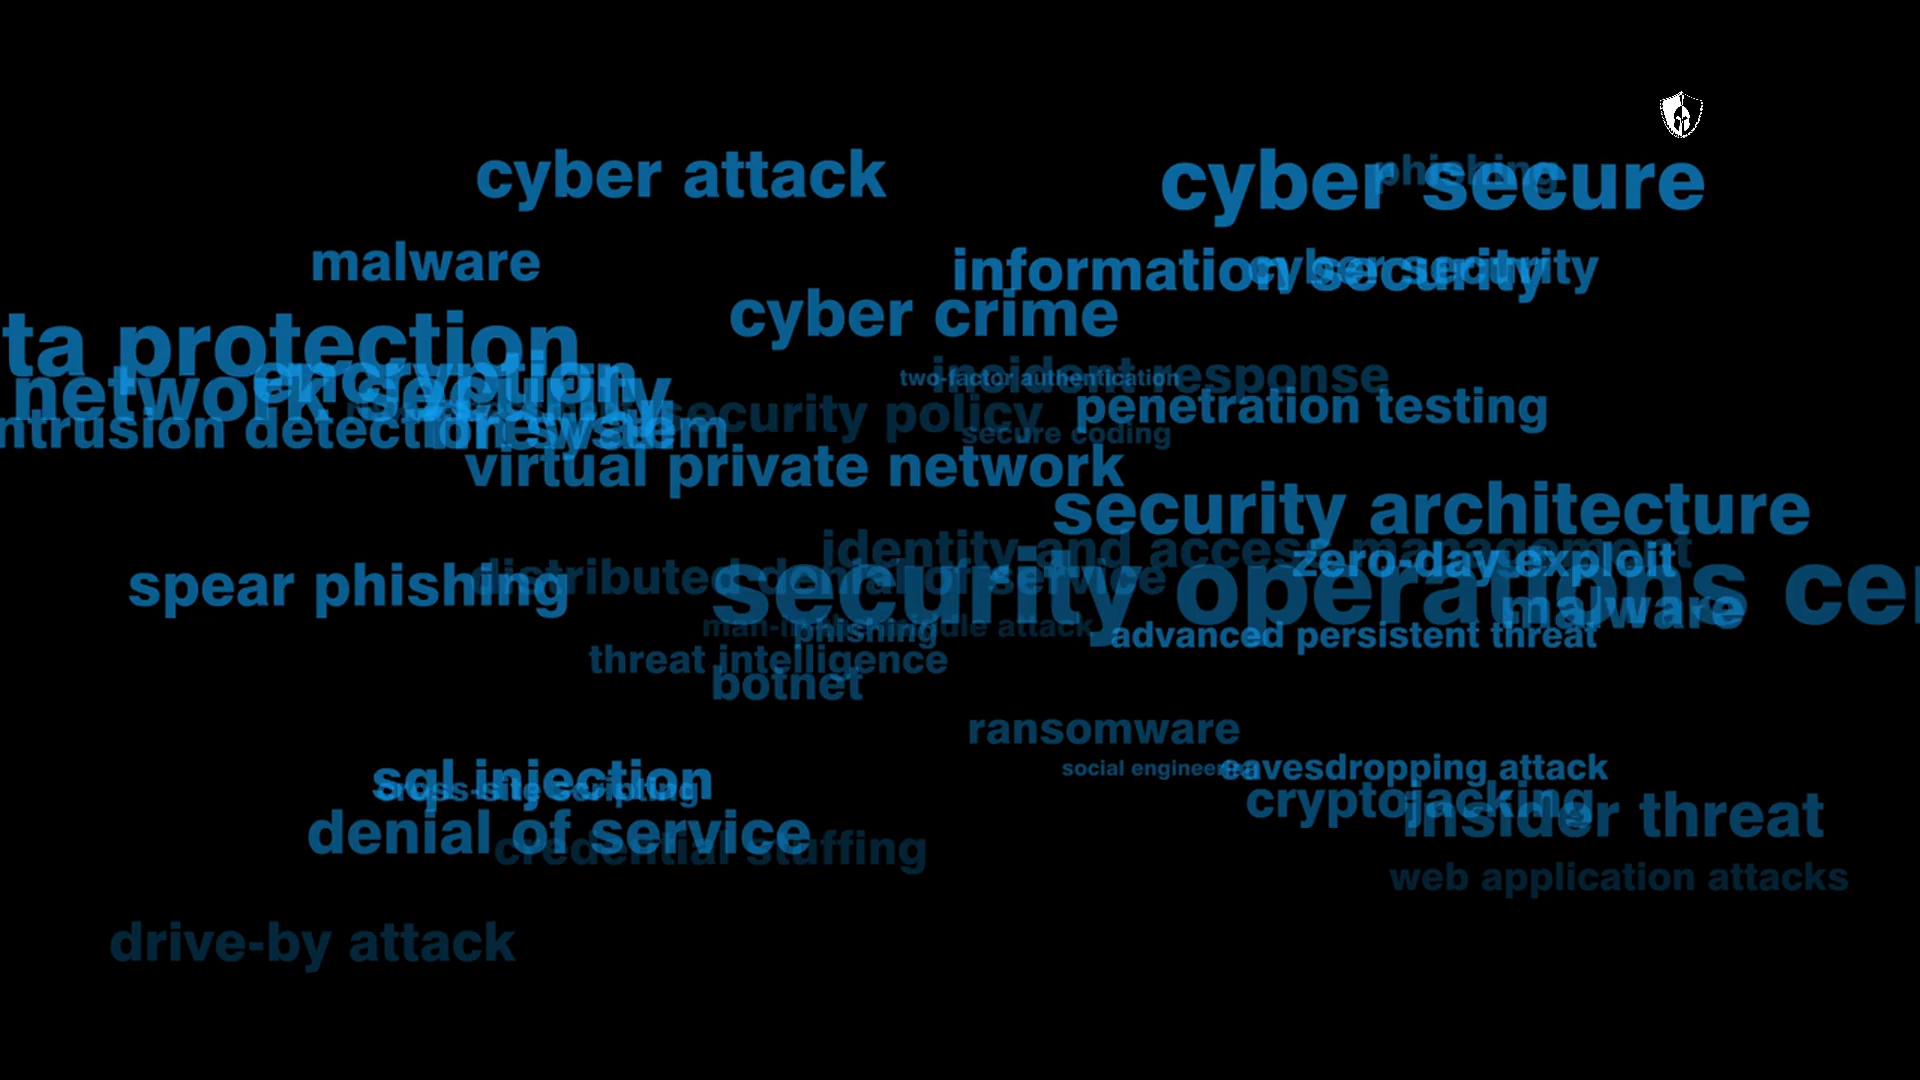 cyber attack
phishing
cyber secure
malware
information security
cyber security
cyber crime
ta protection
encryption
incident response
two-factor authentication
network security
security policy
penetration testing
ntrusion detection system
firewall
secure coding
virtual private network
security architecture
identity and access management
zero-day exploit
spear phishing
distributed denial of service
security operations cen
malware
man-in-the-middle attack
phishing
advanced persistent threat
threat intelligence
botnet
ransomware
social engineering
eavesdropping attack
sql injection
cross-site scripting
cryptojacking
insider threat
denial of service
credential stuffing
web application attacks
drive-by attack